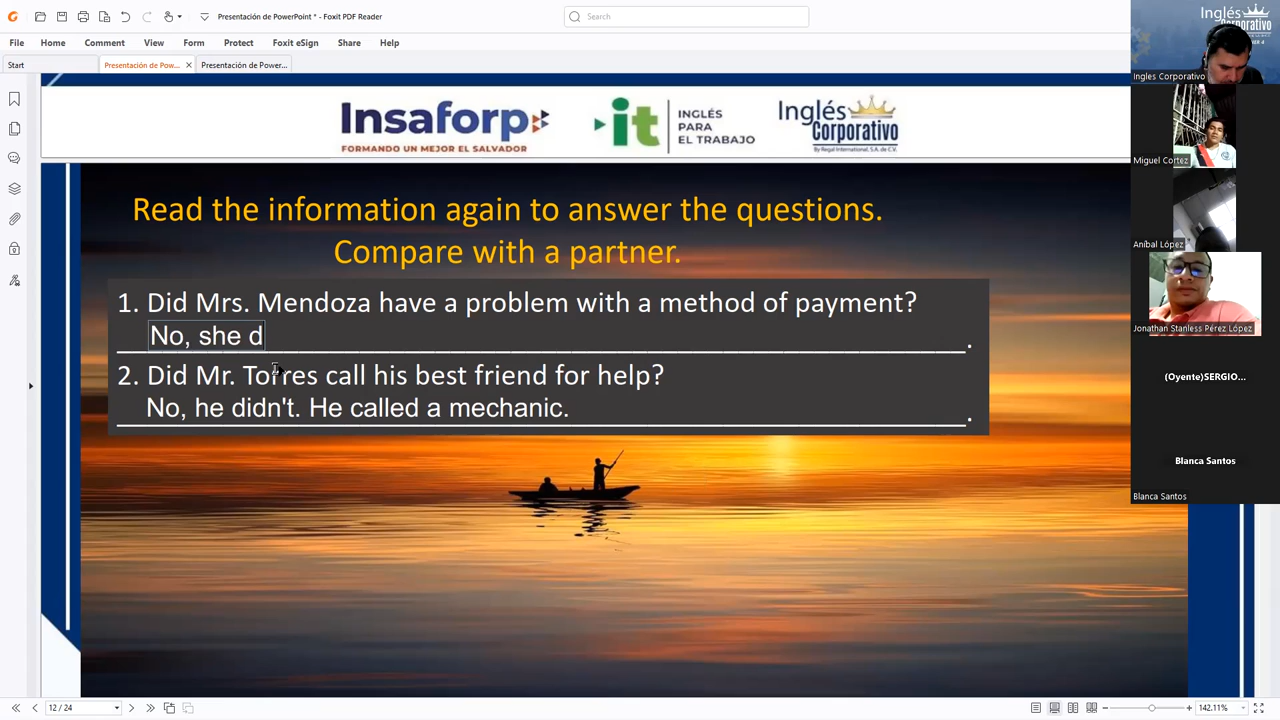 Presentación de PowerPoint * - Foxit PDF Reader
Search
File Home Comment View Form Protect Foxit eSign Share Help
Start
Presentación de Pow...
Presentación de Power...
Insaforp
FORMANDO UN MEJOR EL SALVADOR
it
INGLÉS
PARA
EL TRABAJO
Inglés
Corporativo
By Regal International, S.A. de C.V.
Read the information again to answer the questions.
Compare with a partner.
1. Did Mrs. Mendoza have a problem with a method of payment?
No, she d
.
2. Did Mr. Torres call his best friend for help?
No, he didn't. He called a mechanic.
.
Inglés
Corporativo
Ingles Corporativo
Miguel Cortez
Aníbal López
Jonathan Stanless Pérez López
(Oyente)SERGIO...
Blanca Santos
Blanca Santos
12 / 24
142.11%